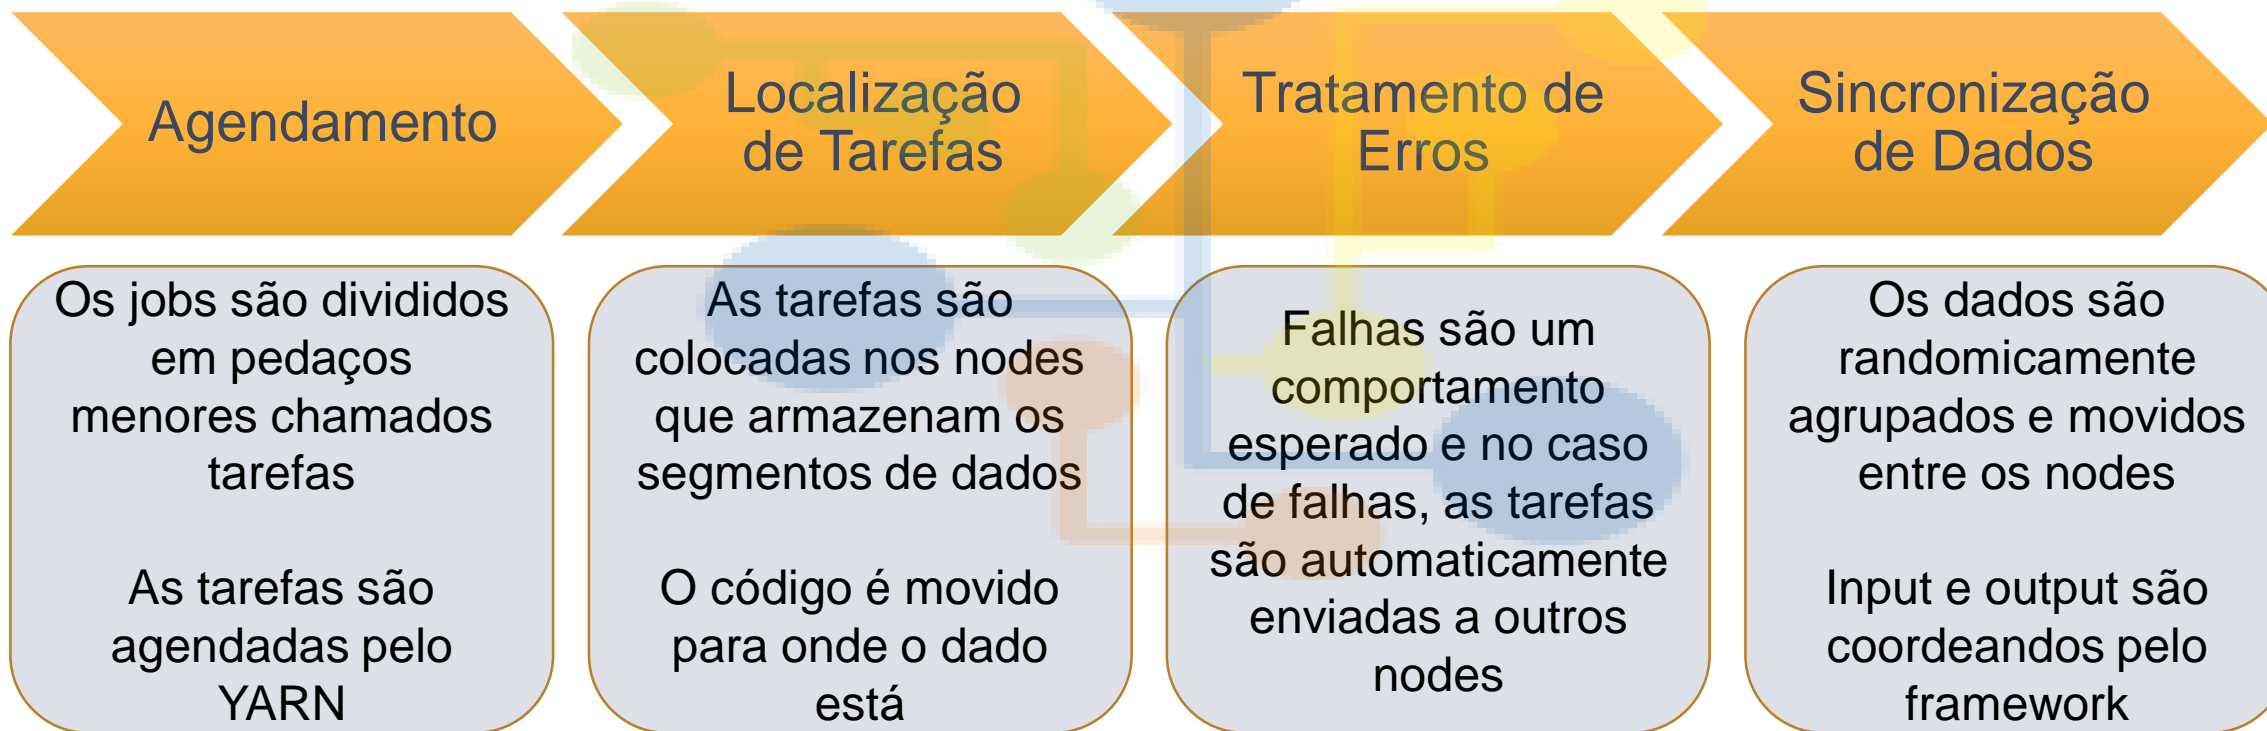 Agendamento
Localização
de Tarefas
Tratamento de
Erros
Sincronização
de Dados
Os jobs são divididos
em pedaços
menores chamados
tarefas
As tarefas são
agendadas pelo
YARN
As tarefas são
colocadas nos nodes
que armazenam os
segmentos de dados
O código é movido
para onde o dado
está
Falhas são um
comportamento
esperado e no caso
de falhas, as tarefas
são automaticamente
enviadas a outros
nodes
Os dados são
randomicamente
agrupados e movidos
entre os nodes
Input e output são
coordeandos pelo
framework